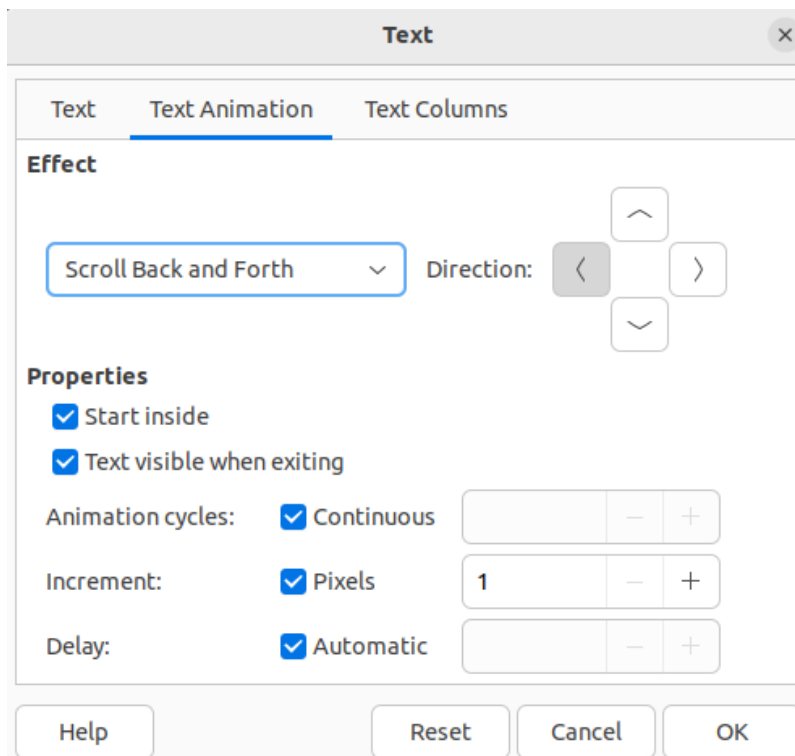 Text
Text Text Animation Text Columns
Effect
Scroll Back and Forth Direction:
Properties
Start inside
Text visible when exiting
Animation cycles: Continuous
Increment: Pixels 1
Delay: Automatic
Help Reset Cancel OK